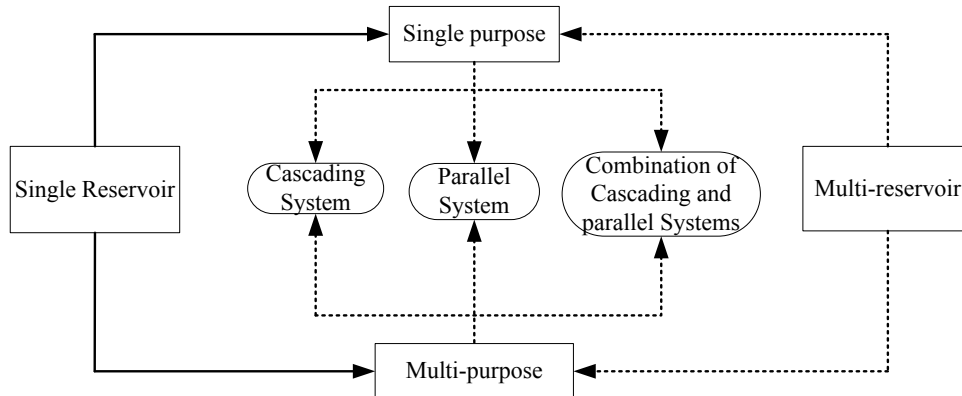 Single purpose
Single Reservoir
Cascading
System
Parallel
System
Combination of
Cascading and
parallel Systems
Multi-reservoir
Multi-purpose